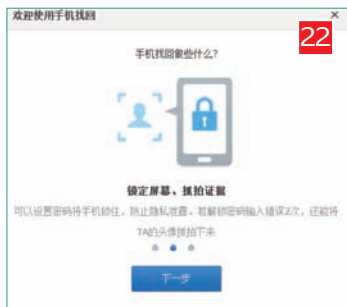 欢迎使用手机找回
×
22
手机找回能做些什么?
锁定屏幕、抓拍证据
可以设置密码将手机锁住,防止隐私泄露,若解锁密码输入错误2次,还能将
TA的头像抓拍下来
下一步